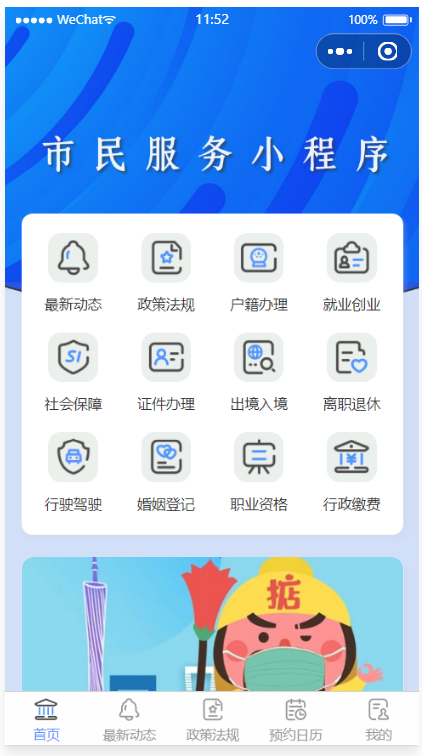 WeChat 11:52 100%
市民服务小程序
最新动态 政策法规 户籍办理 就业创业
SI
社会保障 证件办理 出境入境 离职退休
行驶驾驶 婚姻登记 职业资格 行政缴费
掂
首页 最新动态 政策法规 预约日历 我的